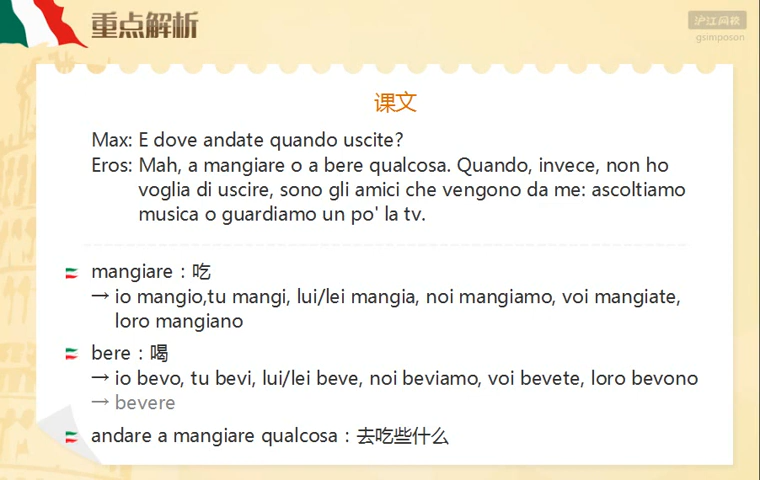 重点解析
沪江网校
gsimposon
课文
Max: E dove andate quando uscite?
Eros: Mah, a mangiare o a bere qualcosa. Quando, invece, non ho
voglia di uscire, sono gli amici che vengono da me: ascoltiamo
musica o guardiamo un po' la tv.
mangiare：吃
→ io mangio,tu mangi, lui/lei mangia, noi mangiamo, voi mangiate,
loro mangiano
bere：喝
→ io bevo, tu bevi, lui/lei beve, noi beviamo, voi bevete, loro bevono
→ bevere
andare a mangiare qualcosa：去吃些什么